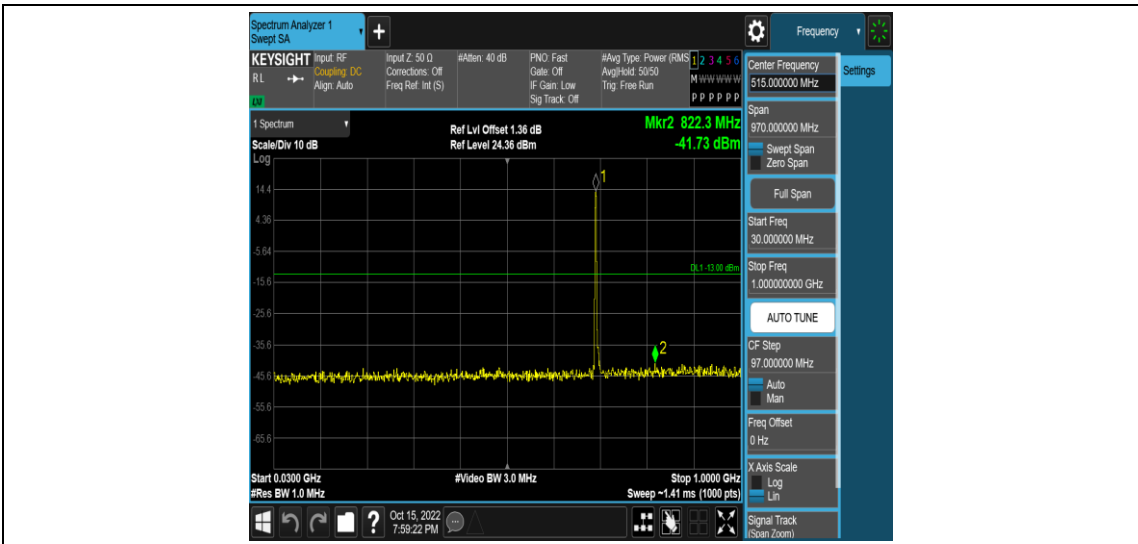 Spectrum Analyzer 1
Swept SA
+
Frequency
KEYSIGHT
RL
LXI
Input: RF
Coupling: DC
Align: Auto
Input Z: 50 Ω
Corrections: Off
Freq Ref: Int (S)
#Atten: 40 dB
PNO: Fast
Gate: Off
IF Gain: Low
Sig Track: Off
#Avg Type: Power (RMS
Avg|Hold: 50/50
Trig: Free Run
1 2 3 4 5 6
M W W W W W
P P P P P P
1 Spectrum
Scale/Div 10 dB
Log
Ref Lvl Offset 1.36 dB
Ref Level 24.36 dBm
Mkr2 822.3 MHz
-41.73 dBm
1
14.4
4.36
-5.64
DL1 -13.00 dBm
-15.6
-25.6
-35.6
2
-45.6
-55.6
-65.6
Start 0.0300 GHz
#Res BW 1.0 MHz
#Video BW 3.0 MHz
Stop 1.0000 GHz
Sweep ~1.41 ms (1000 pts)
?
Oct 15, 2022
7:59:22 PM
Center Frequency
515.000000 MHz
Settings
Span
970.000000 MHz
Swept Span
Zero Span
Full Span
Start Freq
30.000000 MHz
Stop Freq
1.000000000 GHz
AUTO TUNE
CF Step
97.000000 MHz
Auto
Man
Freq Offset
0 Hz
X Axis Scale
Log
Lin
Signal Track
(Span Zoom)